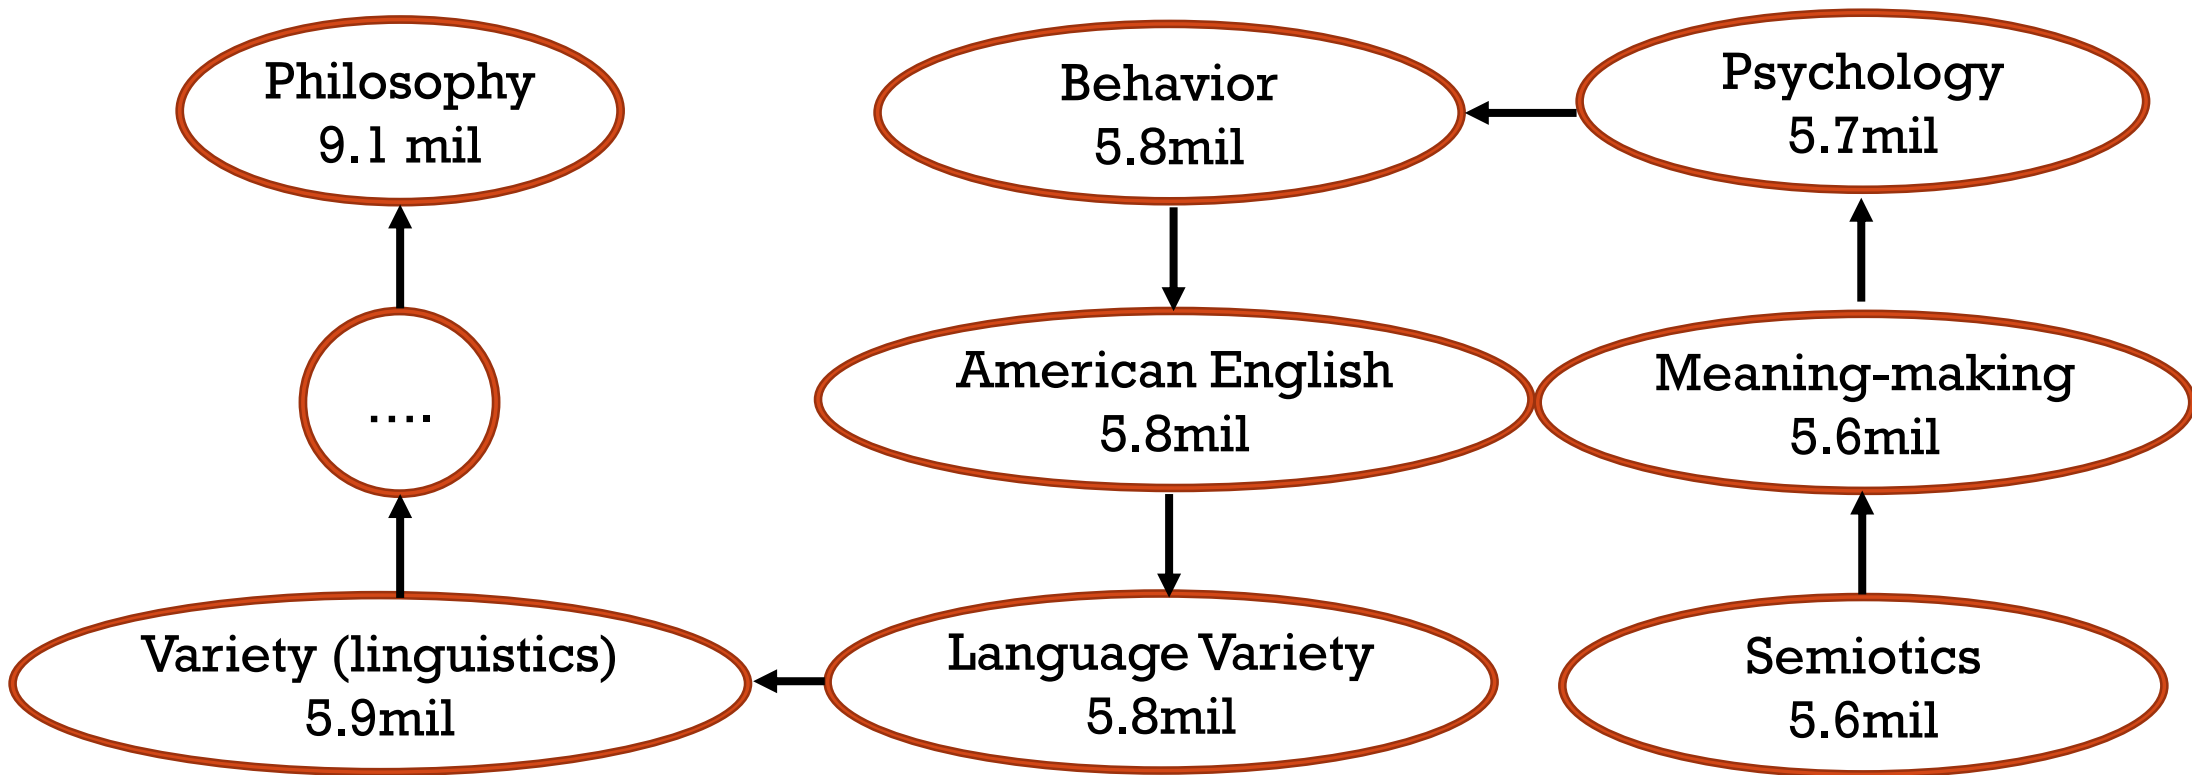 Philosophy
9.1 mil
Behavior
5.8mil
Psychology
5.7mil
....
American English
5.8mil
Meaning-making
5.6mil
Variety (linguistics)
5.9mil
Language Variety
5.8mil
Semiotics
5.6mil